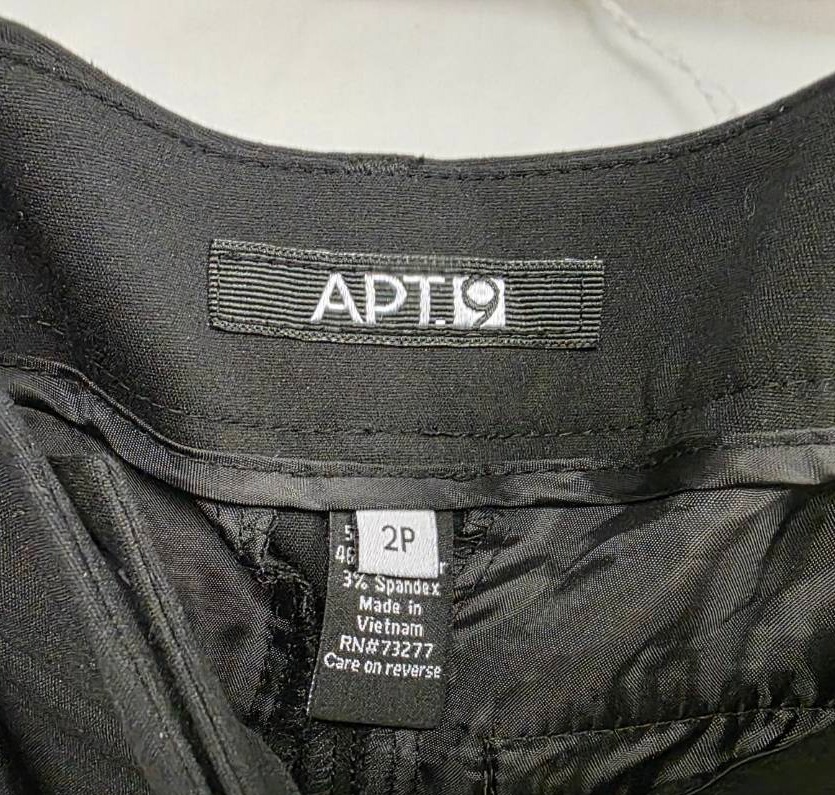 APT.9
2P
3% Spandex
Made in
Vietnam
RN#73277
Care on reverse